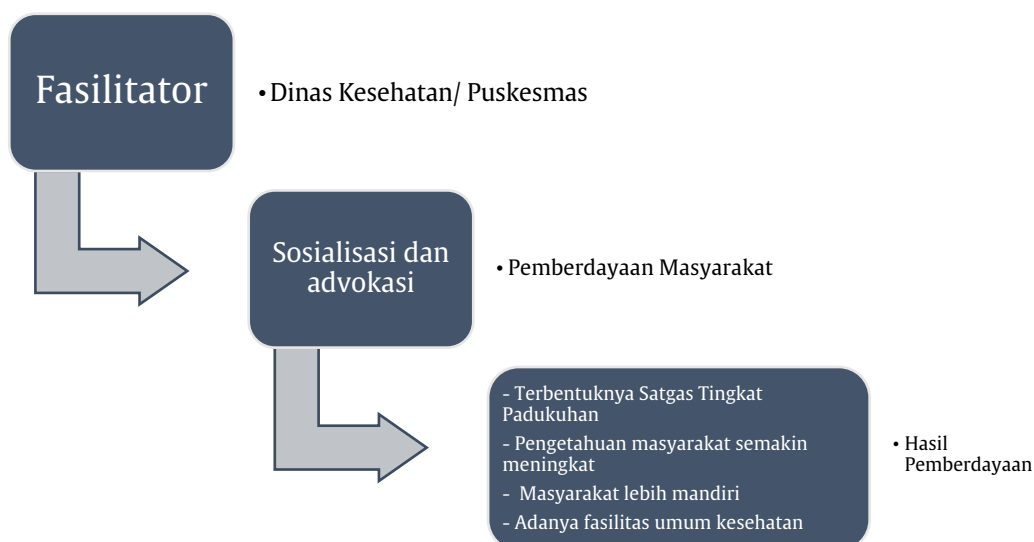 Fasilitator
• Dinas Kesehatan/ Puskesmas
Sosialisasi dan
advokasi
• Pemberdayaan Masyarakat
- Terbentuknya Satgas Tingkat
Padukuhan
- Pengetahuan masyarakat semakin
meningkat
- Masyarakat lebih mandiri
- Adanya fasilitas umum kesehatan
• Hasil
Pemberdayaan